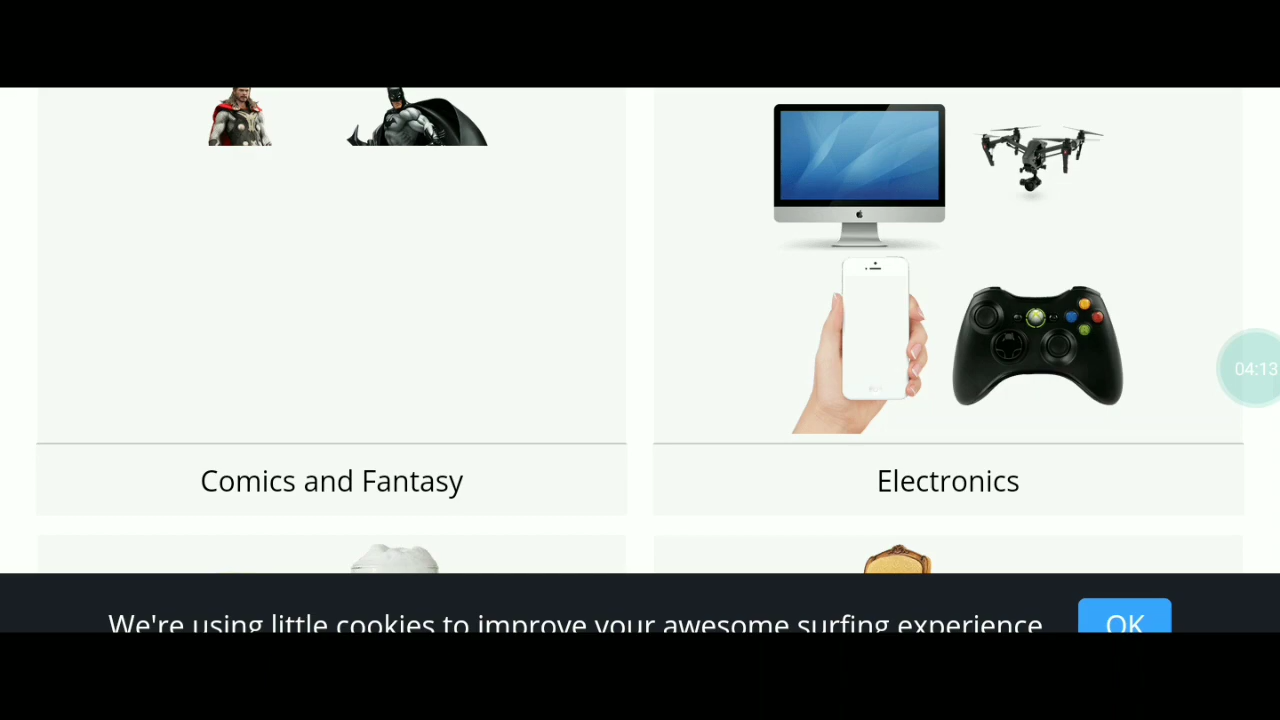 04:13
Comics and Fantasy
Electronics
We're using little cookies to improve your awesome surfing experience
OK